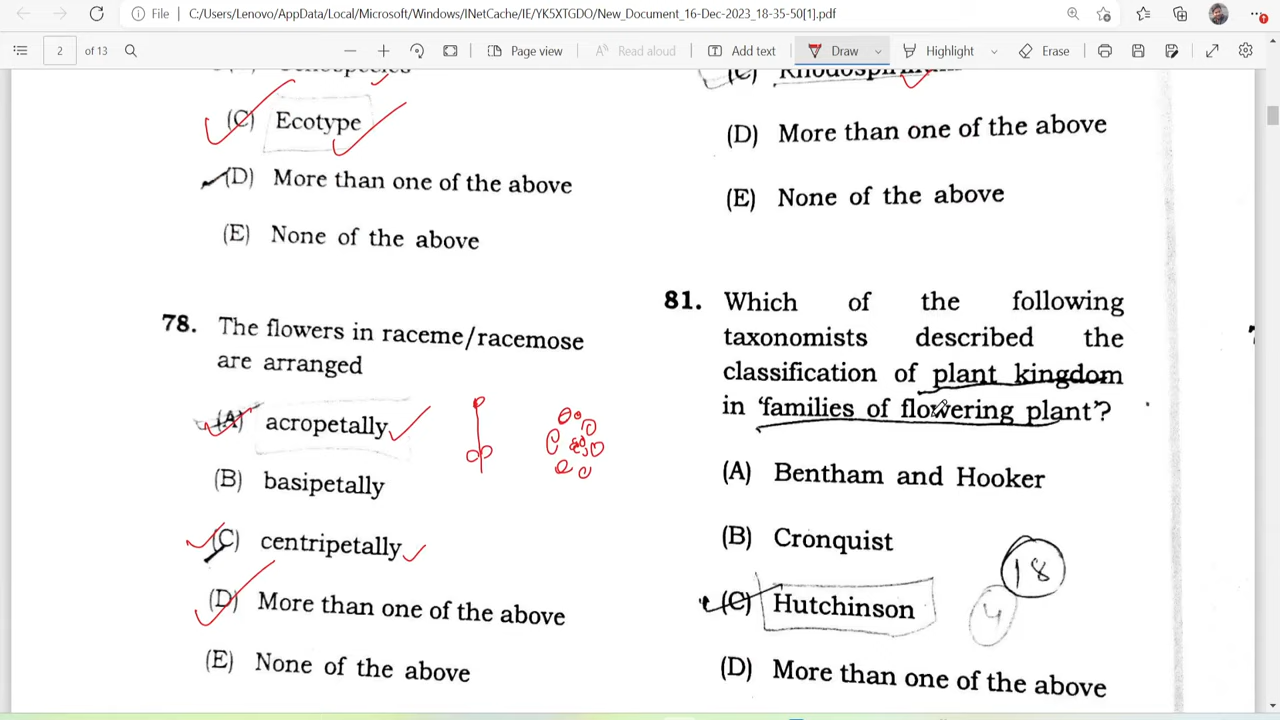 File
C:/Users/Lenovo/AppData/Local/Microsoft/Windows/INetCache/IE/YK5XTGDO/New_Document_16-Dec-2023_18-35-50[1].pdf
2 of 13
Page view
Read aloud
Add text
Draw
Highlight
Erase
(C) Ecotype
(D) More than one of the above
(E) None of the above
78. The flowers in raceme/racemose
are arranged
(A) acropetally
(B) basipetally
(C) centripetally
(D) More than one of the above
(E) None of the above
(D) More than one of the above
(E) None of the above
81. Which of the following
taxonomists described the
classification of plant kingdom
in ‘families of flowering plant’?
(A) Bentham and Hooker
(B) Cronquist
(C) Hutchinson
18
4
(D) More than one of the above